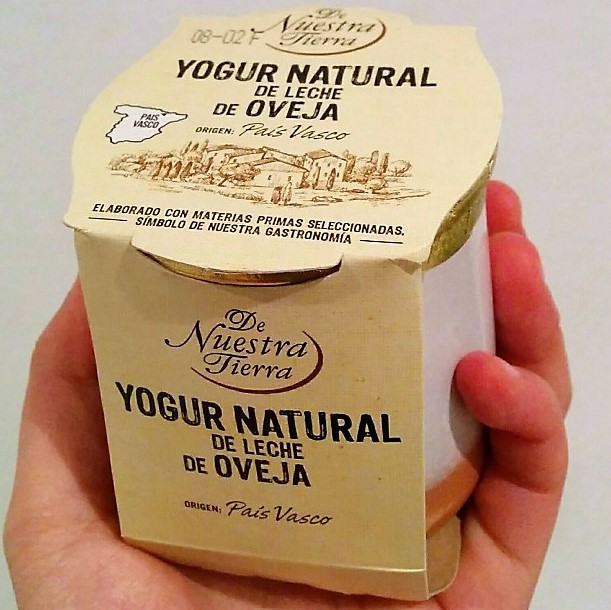 08-02 F
De
Nuestra
Tierra
YOGUR NATURAL
DE LECHE
DE OVEJA
PAIS
VASCO
ORIGEN: País Vasco
ELABORADO CON MATERIAS PRIMAS SELECCIONADAS.
SÍMBOLO DE NUESTRA GASTRONOMÍA
De
Nuestra
Tierra
YOGUR NATURAL
DE LECHE
DE OVEJA
ORIGEN: País Vasco